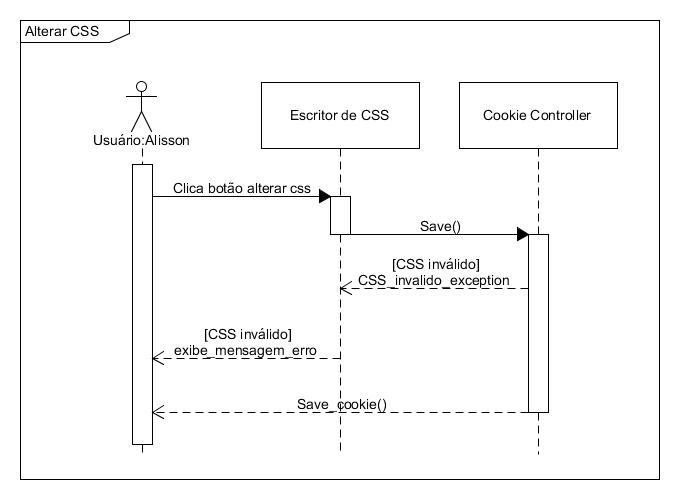 Alterar CSS
Usuário:Alisson
Escritor de CSS
Cookie Controller
Clica botão alterar css
Save()
[CSS inválido]
CSS_invalido_exception
[CSS inválido]
exibe_mensagem_erro
Save_cookie()